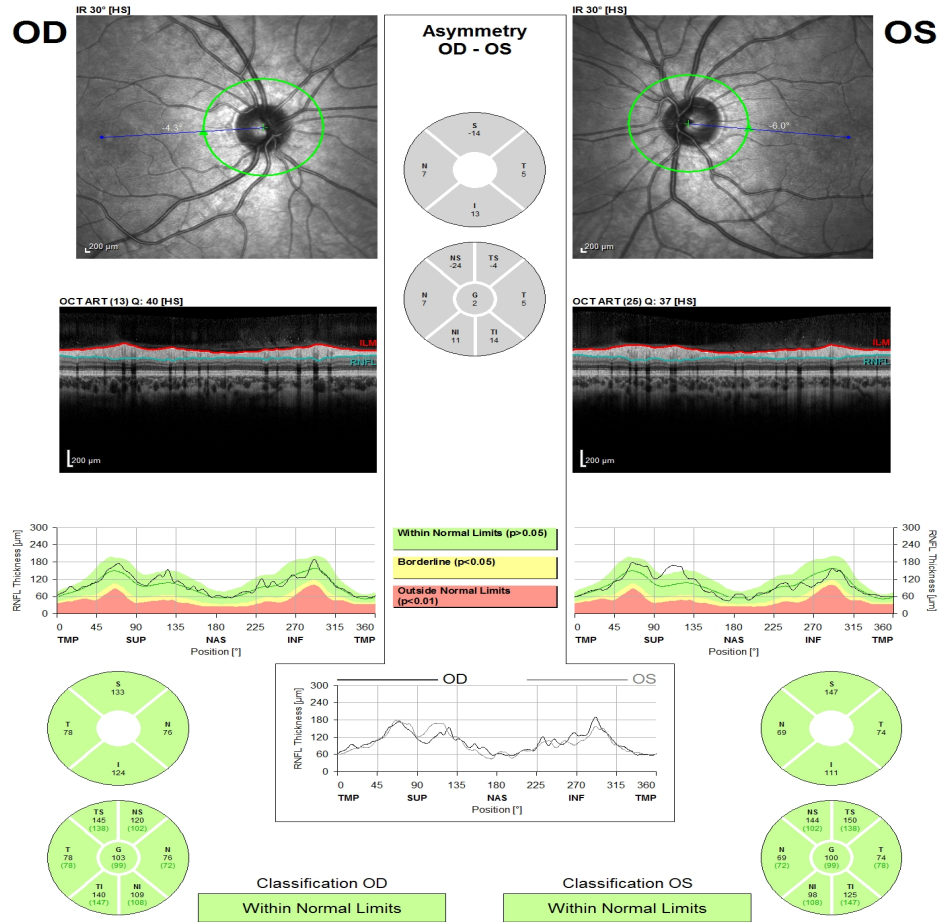 IR 30° [HS]
OD
-4.3°
200 µm
Asymmetry
OD - OS
S
-14
N
7
T
5
I
13
NS
-24
TS
-4
N
7
G
2
T
5
NI
11
TI
14
IR 30° [HS]
OS
-6.0°
200 µm
OCT ART (13) Q: 40 [HS]
ILM
RNFL
200 µm
OCT ART (25) Q: 37 [HS]
ILM
RNFL
200 µm
RNFL Thickness [µm]
300
240
180
120
60
0
0 45 90 135 180 225 270 315 360
TMP SUP NAS INF TMP
Position [°]
Within Normal Limits (p>0.05)
Borderline (p<0.05)
Outside Normal Limits
(p<0.01)
300
240
180
120
60
0
RNFL Thickness [µm]
0 45 90 135 180 225 270 315 360
TMP SUP NAS INF TMP
Position [°]
S
133
T
78
N
76
I
124
OD
OS
RNFL Thickness [µm]
300
240
180
120
60
0
0 45 90 135 180 225 270 315 360
TMP SUP NAS INF TMP
Position [°]
S
147
N
69
T
74
I
111
TS
145
(138)
NS
120
(102)
T
78
(78)
G
103
(99)
N
76
(72)
TI
140
(147)
NI
109
(108)
Classification OD
Within Normal Limits
Classification OS
Within Normal Limits
NS
144
(102)
TS
150
(138)
N
69
(72)
G
100
(99)
T
74
(78)
NI
98
(108)
TI
125
(147)